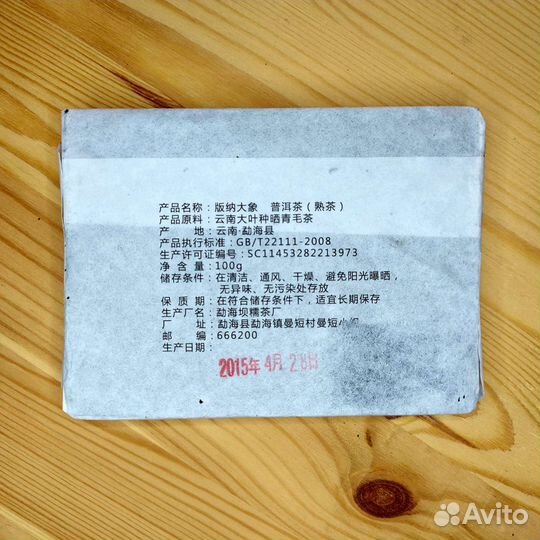 产品名称：版纳大象　普洱茶（熟茶）
产品原料：云南大叶种晒青毛茶
产　　地：云南·勐海县
产品执行标准：GB/T22111-2008
生产许可证编号：SC11453282213973
净 含 量：100g
储存条件：在清洁、通风、干燥、避免阳光曝晒，
无异味、无污染处存放
保 质 期：在符合储存条件下，适宜长期保存
生产厂名：勐海坝糯茶厂
厂　　址：勐海县勐海镇曼短村曼短小组
邮　　编：666200
生产日期：
2015年4月28日
Avito